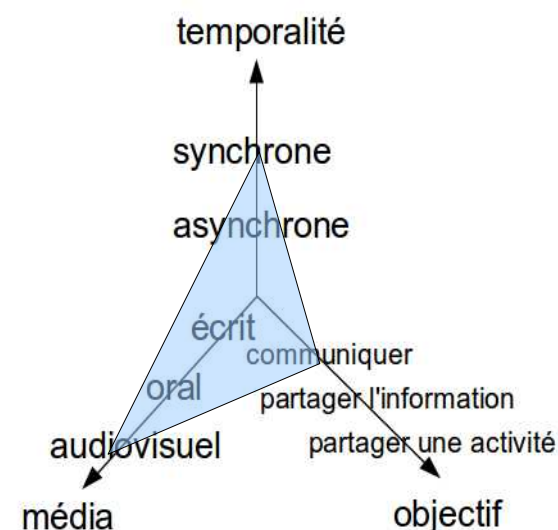 temporalité
synchrone
asynchrone
écrit
communiquer
oral
partager l'information
audiovisuel
partager une activité
média
objectif